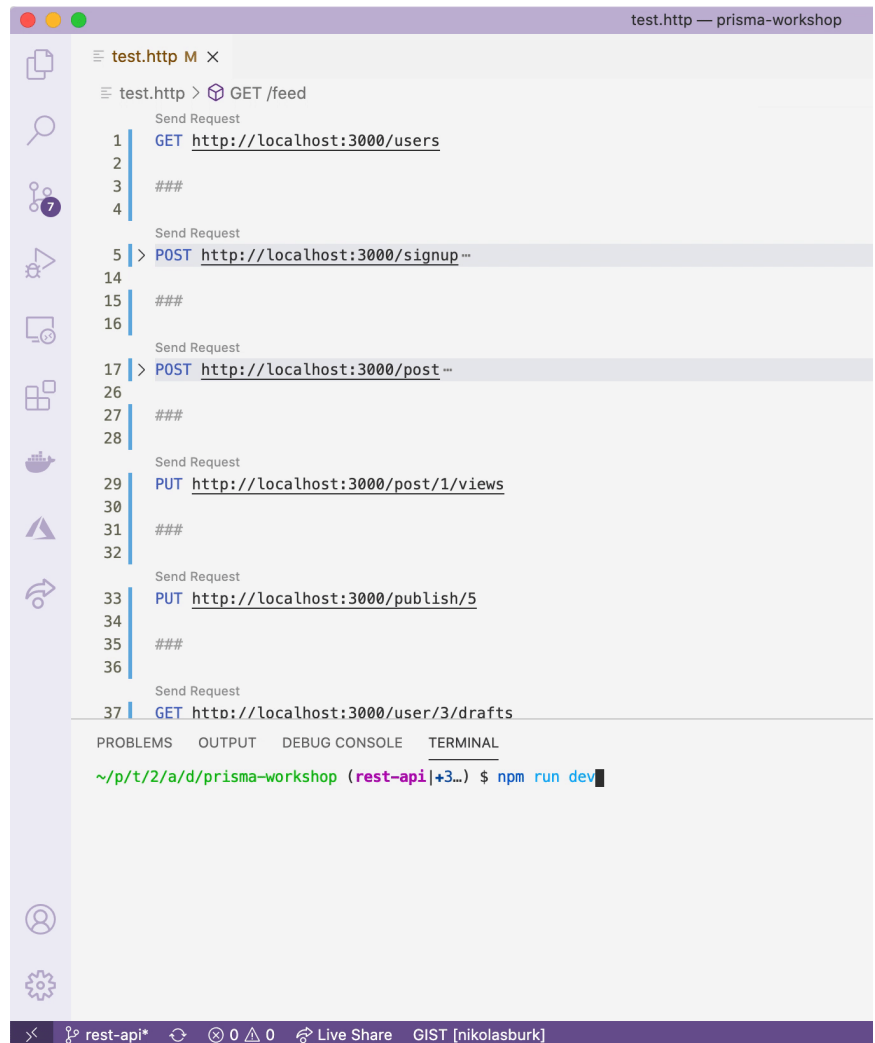 test.http — prisma-workshop
test.http M
test.http > GET /feed
Send Request
1 GET http://localhost:3000/users
2
3 ###
4
Send Request
5 > POST http://localhost:3000/signup…
14
15 ###
16
Send Request
17 > POST http://localhost:3000/post…
26
27 ###
28
Send Request
29 PUT http://localhost:3000/post/1/views
30
31 ###
32
Send Request
33 PUT http://localhost:3000/publish/5
34
35 ###
36
Send Request
37 GET http://localhost:3000/user/3/drafts
7
PROBLEMS OUTPUT DEBUG CONSOLE TERMINAL
~/p/t/2/a/d/prisma-workshop (rest-api|+3…) $ npm run dev
rest-api* 0 0 Live Share GIST [nikolasburk]